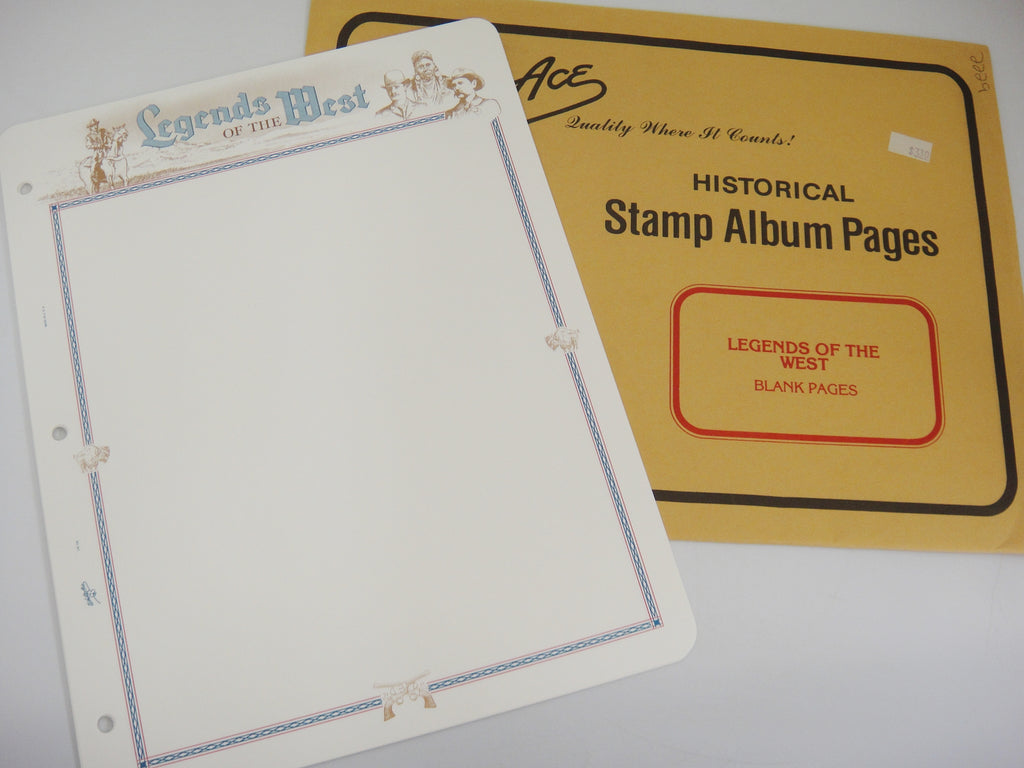 Legends
OF THE
West
ACE
Quality Where It Counts!
HISTORICAL
Stamp Album Pages
LEGENDS OF THE
WEST
BLANK PAGES